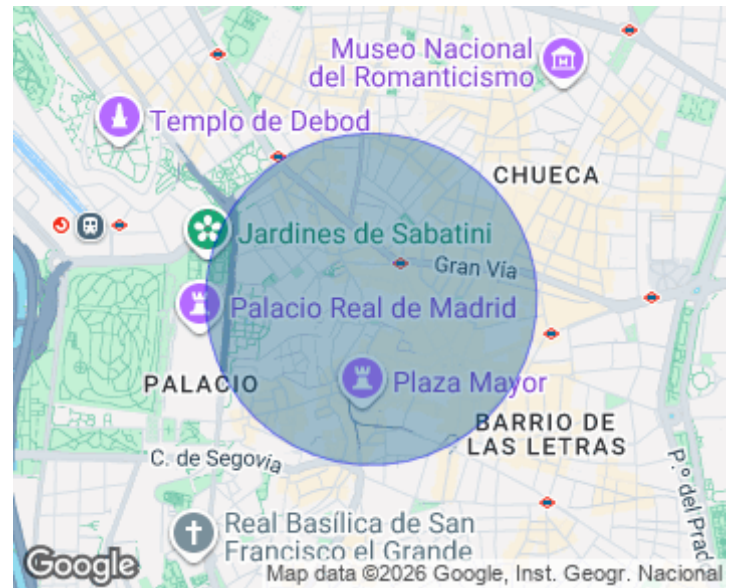 Museo Nacional
del Romanticismo
Templo de Debod
CHUECA
Jardines de Sabatini
Gran Vía
Palacio Real de Madrid
PALACIO
Plaza Mayor
BARRIO DE
LAS LETRAS
C. de Segovia
P.º del Prad
Real Basílica de San
Francisco el Grande
Google
Map data ©2026 Google, Inst. Geogr. Nacional